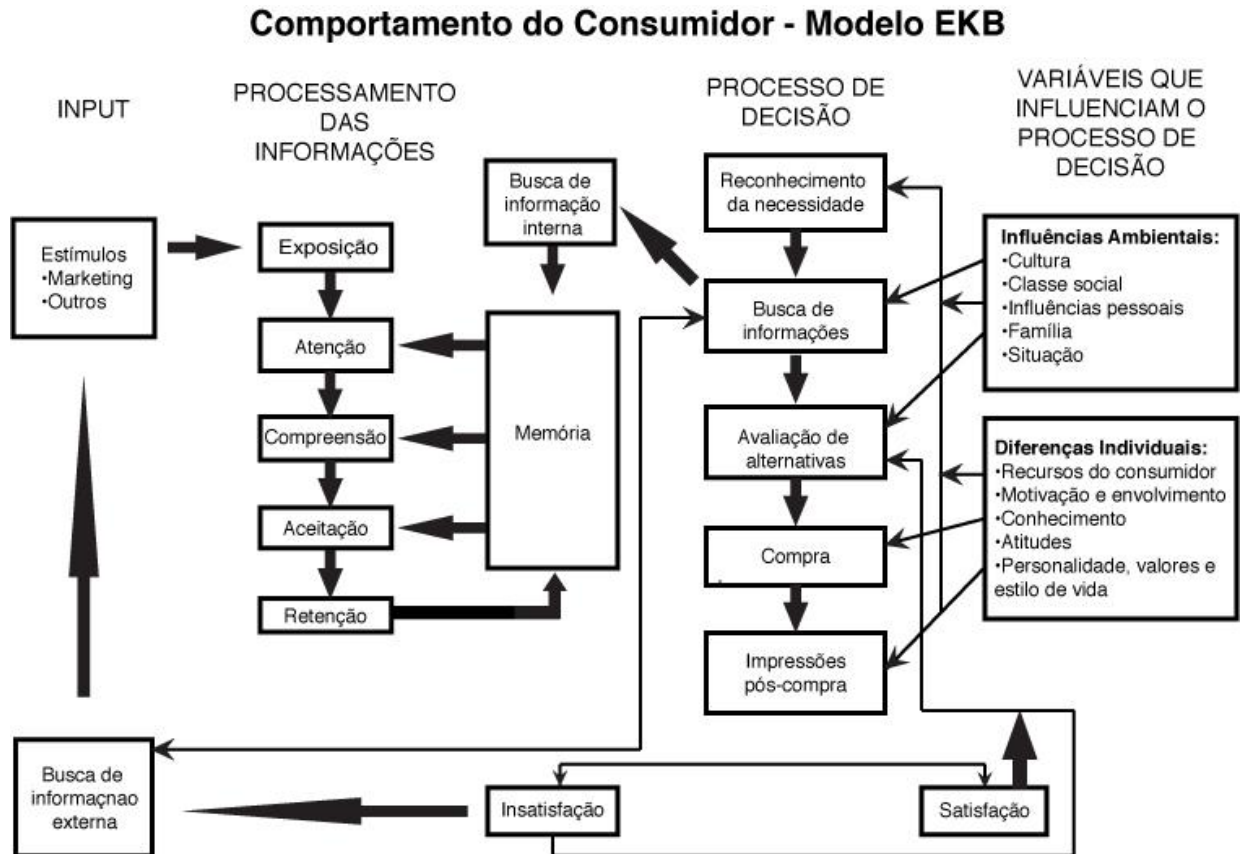 Comportamento do Consumidor - Modelo EKB
INPUT
PROCESSAMENTO
DAS
INFORMAÇÕES
PROCESSO DE
DECISÃO
VARIÁVEIS QUE
INFLUENCIAM O
PROCESSO DE
DECISÃO
Estímulos
•Marketing
•Outros
Exposição
Atenção
Compreensão
Aceitação
Retenção
Busca de
informação
interna
Memória
Reconhecimento
da necessidade
Busca de
informações
Avaliação de
alternativas
Compra
Impressões
pós-compra
Influências Ambientais:
•Cultura
•Classe social
•Influências pessoais
•Família
•Situação
Diferenças Individuais:
•Recursos do consumidor
•Motivação e envolvimento
•Conhecimento
•Atitudes
•Personalidade, valores e
estilo de vida
Busca de
informaçnao
externa
Insatisfação
Satisfação